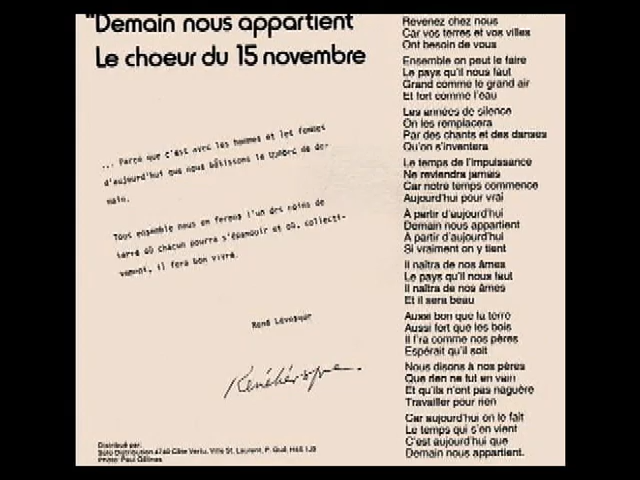 "Demain nous appartient
Le choeur du 15 novembre
... Parce que c'est avec les hommes et les femmes
d'aujourd'hui que nous bâtissons le de de-
main.
Tous ensemble nous en ferons l'un des coins de
terre où chacun pourra s'épanouir et où, collecti-
vement, il fera bon vivre.
René Lévesque
Distribué par:
Solo Distribution 4740 Côte Vertu, Ville St. Laurent, P. Qué.
Photo: Paul Gélinas
Revenez chez nous
Car vos terres et vos villes
Ont besoin de vous
Ensemble on peut le faire
Le pays qu'il nous faut
Grand comme le grand air
Et fort comme l'eau
Les années de silence
On les remplacera
Par des chants et des danses
Qu'on s'inventera
Le temps de l'impuissance
Ne reviendra jamais
Car notre temps commence
Aujourd'hui pour vrai
À partir d'aujourd'hui
Demain nous appartient
À partir d'aujourd'hui
Si vraiment on y tient
Il naîtra de nos âmes
Le pays qu'il nous faut
Il naîtra de nos âmes
Et il sera beau
Aussi bon que la terre
Aussi fort que les bois
Il l'ra comme nos pères
Espérait qu'il soit
Nous disons à nos pères
Que rien ne fut en vain
Et qu'ils n'ont pas naguère
Travailler pour rien
Car aujourd'hui on le fait
Le temps qui s'en vient
C'est aujourd'hui que
Demain nous appartient.